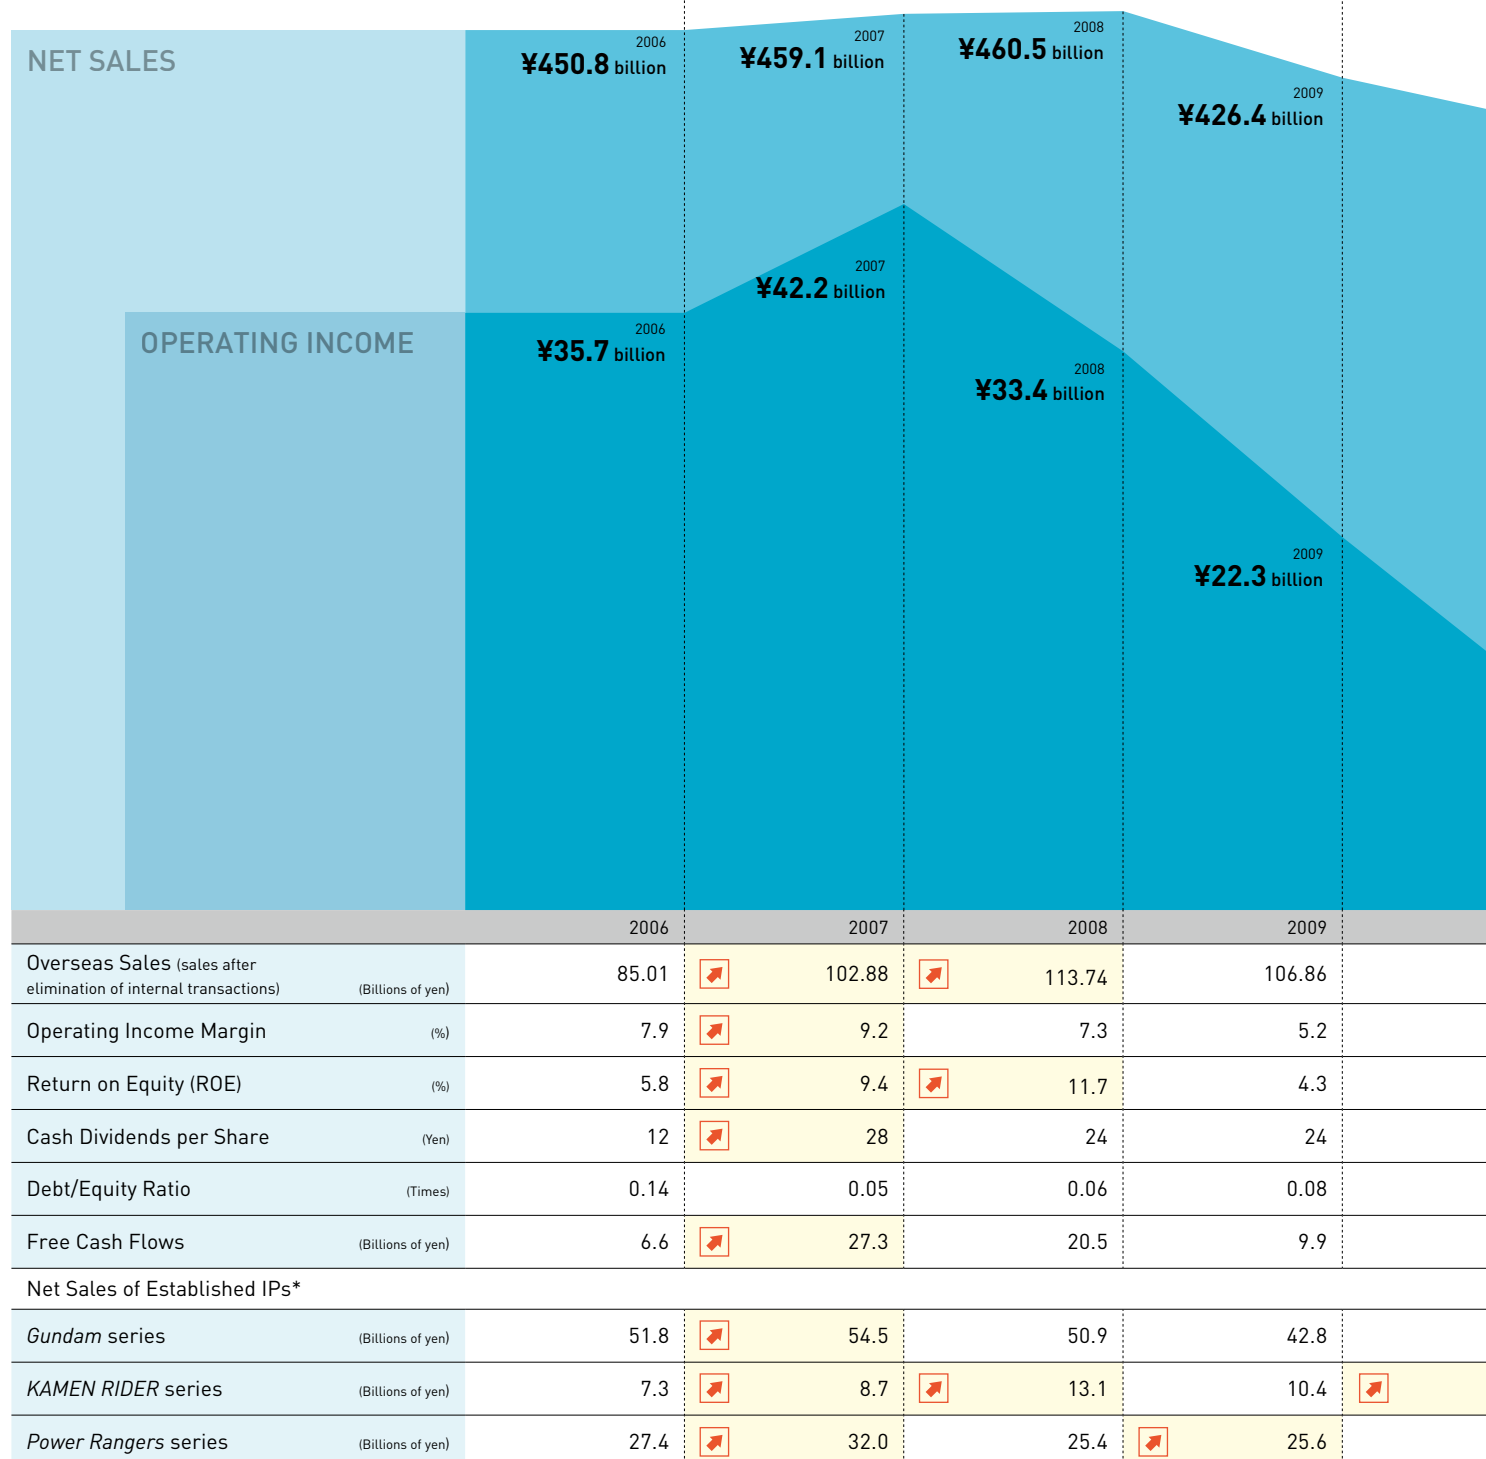 NET SALES
2006
¥450.8 billion
2007
¥459.1 billion
2008
¥460.5 billion
2009
¥426.4 billion
OPERATING INCOME
2006
¥35.7 billion
2007
¥42.2 billion
2008
¥33.4 billion
2009
¥22.3 billion
2006 2007 2008 2009
Overseas Sales (sales after
elimination of internal transactions) (Billions of yen) 85.01 102.88 113.74 106.86
Operating Income Margin (%) 7.9 9.2 7.3 5.2
Return on Equity (ROE) (%) 5.8 9.4 11.7 4.3
Cash Dividends per Share (Yen) 12 28 24 24
Debt/Equity Ratio (Times) 0.14 0.05 0.06 0.08
Free Cash Flows (Billions of yen) 6.6 27.3 20.5 9.9
Net Sales of Established IPs*
Gundam series (Billions of yen) 51.8 54.5 50.9 42.8
KAMEN RIDER series (Billions of yen) 7.3 8.7 13.1 10.4
Power Rangers series (Billions of yen) 27.4 32.0 25.4 25.6